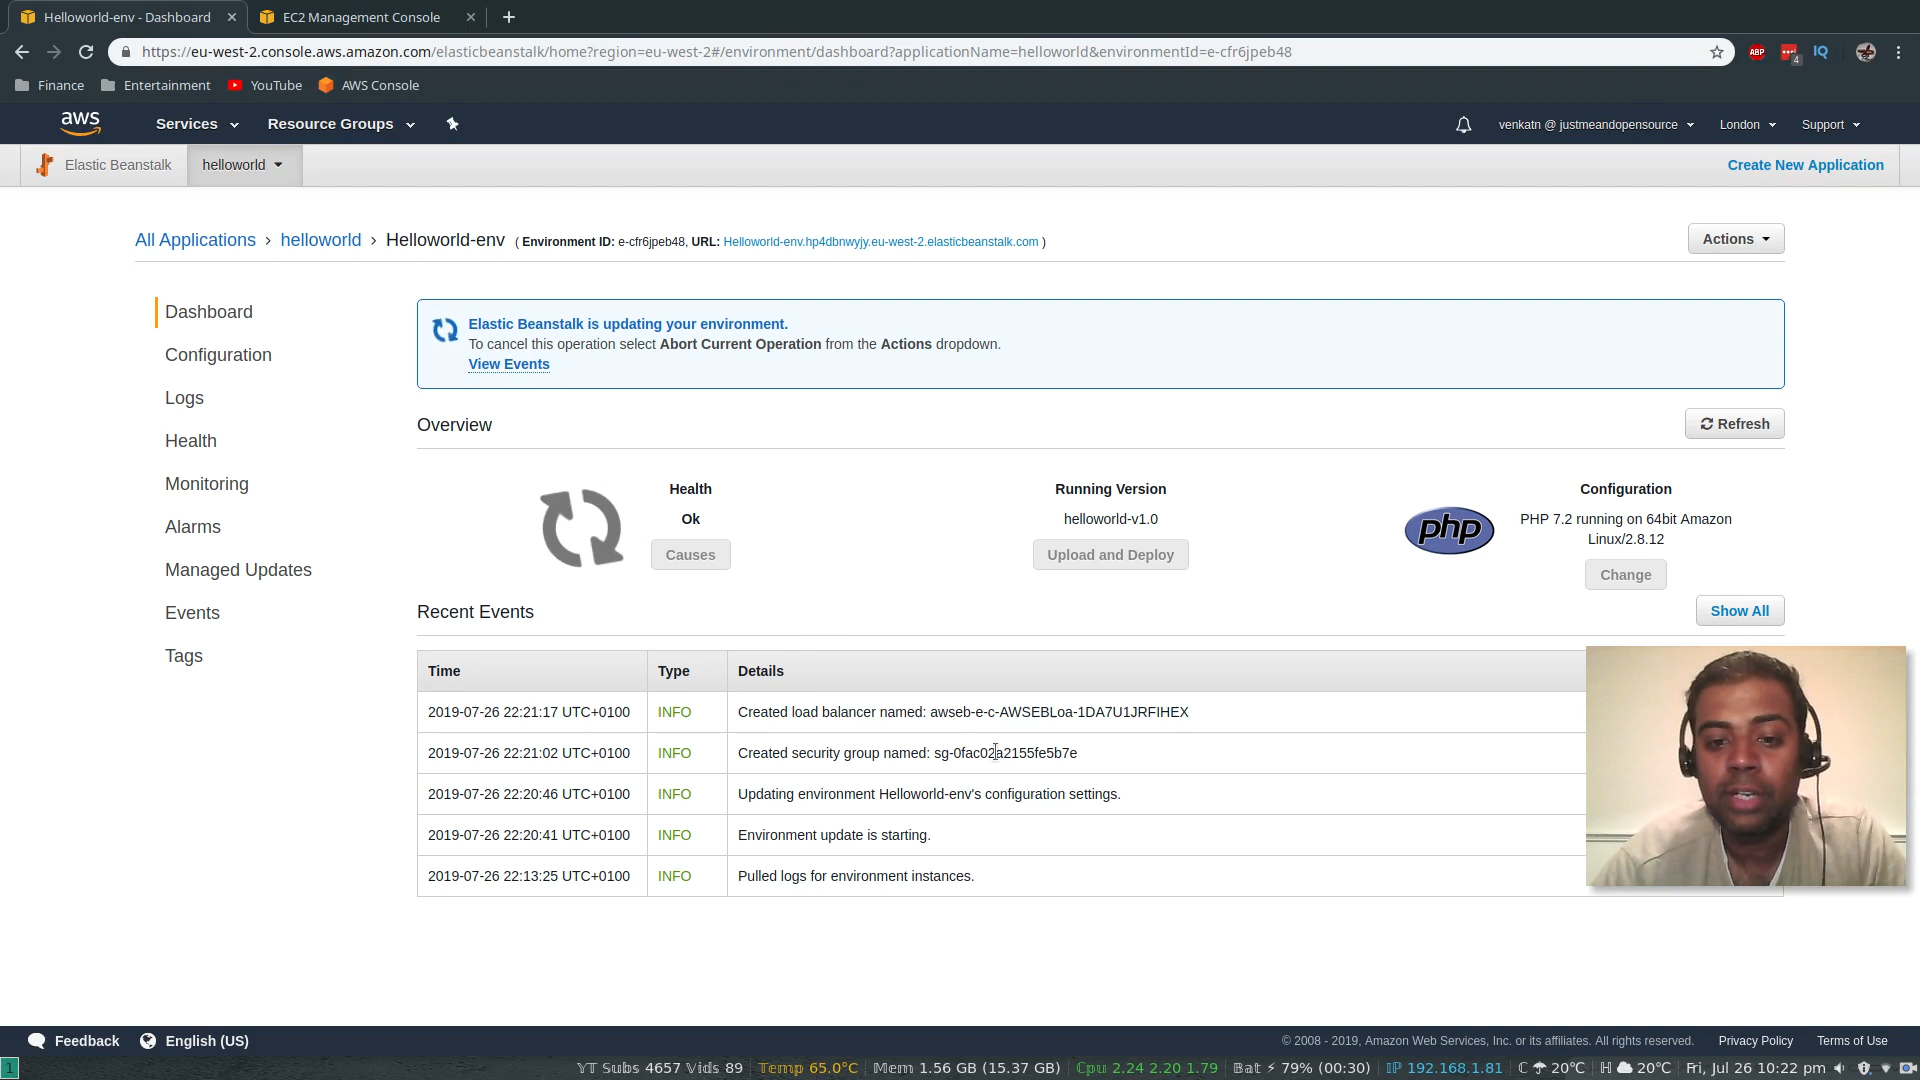 Helloworld-env - Dashboard
EC2 Management Console
https://eu-west-2.console.aws.amazon.com/elasticbeanstalk/home?region=eu-west-2#/environment/dashboard?applicationName=helloworld&environmentId=e-cfr6jpeb48
ABP
4
IQ
Finance
Entertainment
YouTube
AWS Console
aws
Services
Resource Groups
venkatn @ justmeandopensource
London
Support
Elastic Beanstalk
helloworld
Create New Application
All Applications › helloworld › Helloworld-env ( Environment ID: e-cfr6jpeb48, URL: Helloworld-env.hp4dbnwyjy.eu-west-2.elasticbeanstalk.com )
Actions
Dashboard
Configuration
Logs
Health
Monitoring
Alarms
Managed Updates
Events
Tags
Elastic Beanstalk is updating your environment.
To cancel this operation select Abort Current Operation from the Actions dropdown.
View Events
Overview
Refresh
Health
Ok
Causes
Running Version
helloworld-v1.0
Upload and Deploy
php
Configuration
PHP 7.2 running on 64bit Amazon
Linux/2.8.12
Change
Recent Events
Show All
Time Type Details
2019-07-26 22:21:17 UTC+0100 INFO Created load balancer named: awseb-e-c-AWSEBLoa-1DA7U1JRFIHEX
2019-07-26 22:21:02 UTC+0100 INFO Created security group named: sg-0fac02a2155fe5b7e
2019-07-26 22:20:46 UTC+0100 INFO Updating environment Helloworld-env's configuration settings.
2019-07-26 22:20:41 UTC+0100 INFO Environment update is starting.
2019-07-26 22:13:25 UTC+0100 INFO Pulled logs for environment instances.
Feedback
English (US)
© 2008 - 2019, Amazon Web Services, Inc. or its affiliates. All rights reserved.
Privacy Policy
Terms of Use
1
YT Subs 4657 Vids 89
Temp 65.0°C
Mem 1.56 GB (15.37 GB)
Cpu 2.24 2.20 1.79
Bat 79% (00:30)
IP 192.168.1.81
C 20°C
H 20°C
Fri, Jul 26 10:22 pm